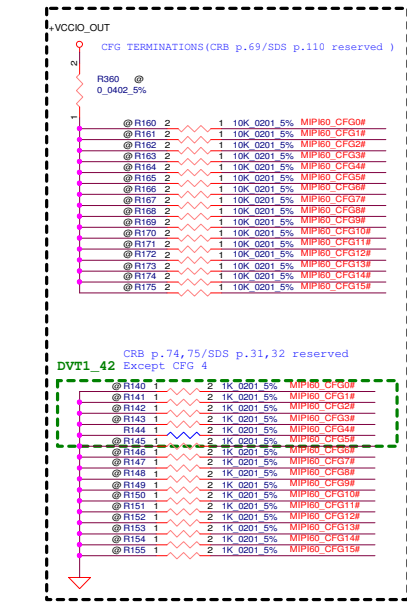 +VCCIO_OUT
CFG TERMINATIONS(CRB p.69/SDS p.110 reserved )
2
R360 @
0_0402_5%
1
@ R160 2 1 10K_0201_5% MIPI60_CFG0#
@ R161 2 1 10K_0201_5% MIPI60_CFG1#
@ R162 2 1 10K_0201_5% MIPI60_CFG2#
@ R163 2 1 10K_0201_5% MIPI60_CFG3#
@ R164 2 1 10K_0201_5% MIPI60_CFG4#
@ R165 2 1 10K_0201_5% MIPI60_CFG5#
@ R166 2 1 10K_0201_5% MIPI60_CFG6#
@ R167 2 1 10K_0201_5% MIPI60_CFG7#
@ R168 2 1 10K_0201_5% MIPI60_CFG8#
@ R169 2 1 10K_0201_5% MIPI60_CFG9#
@ R170 2 1 10K_0201_5% MIPI60_CFG10#
@ R171 2 1 10K_0201_5% MIPI60_CFG11#
@ R172 2 1 10K_0201_5% MIPI60_CFG12#
@ R173 2 1 10K_0201_5% MIPI60_CFG13#
@ R174 2 1 10K_0201_5% MIPI60_CFG14#
@ R175 2 1 10K_0201_5% MIPI60_CFG15#
CRB p.74,75/SDS p.31,32 reserved
DVT1_42 Except CFG 4
@ R140 1 2 1K_0201_5% MIPI60_CFG0#
@ R141 1 2 1K_0201_5% MIPI60_CFG1#
@ R142 1 2 1K_0201_5% MIPI60_CFG2#
@ R143 1 2 1K_0201_5% MIPI60_CFG3#
R144 1 2 1K_0201_5% MIPI60_CFG4#
@ R145 1 2 1K_0201_5% MIPI60_CFG5#
@ R146 1 2 1K_0201_5% MIPI60_CFG6#
@ R147 1 2 1K_0201_5% MIPI60_CFG7#
@ R148 1 2 1K_0201_5% MIPI60_CFG8#
@ R149 1 2 1K_0201_5% MIPI60_CFG9#
@ R150 1 2 1K_0201_5% MIPI60_CFG10#
@ R151 1 2 1K_0201_5% MIPI60_CFG11#
@ R152 1 2 1K_0201_5% MIPI60_CFG12#
@ R153 1 2 1K_0201_5% MIPI60_CFG13#
@ R154 1 2 1K_0201_5% MIPI60_CFG14#
@ R155 1 2 1K_0201_5% MIPI60_CFG15#